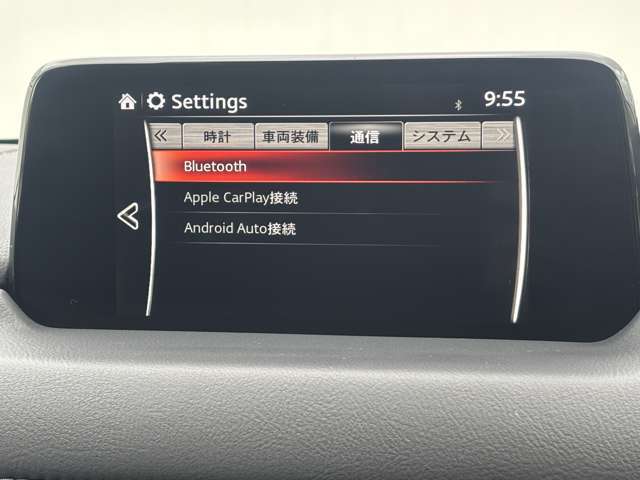 Settings 9:55
≪ 時計 車両装備 通信 システム ≫
Bluetooth
Apple CarPlay接続
Android Auto接続